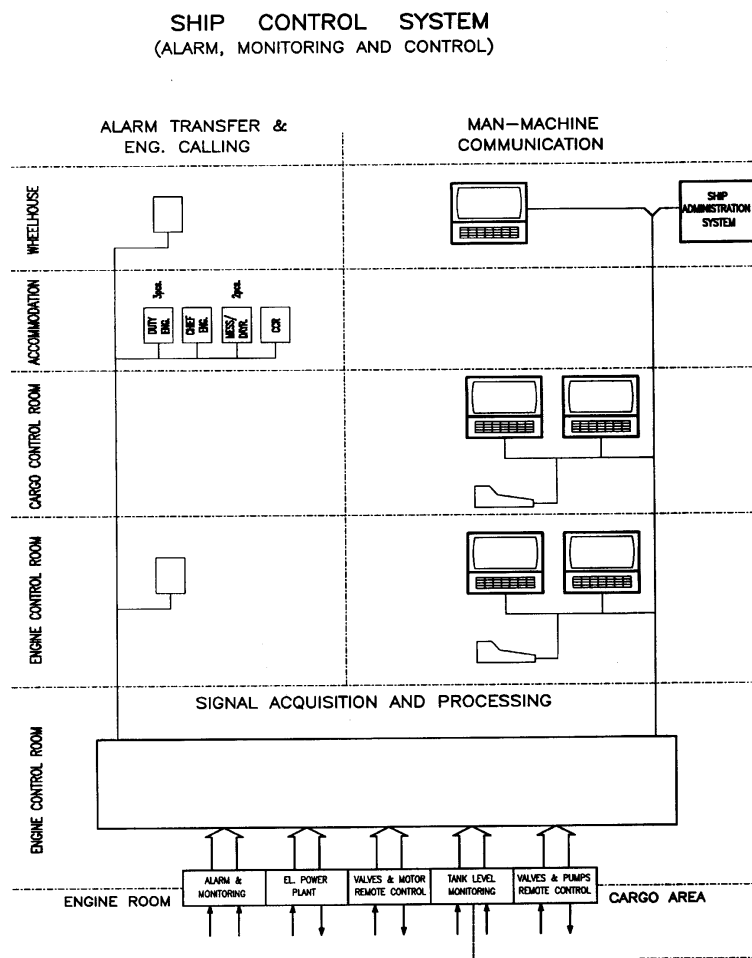 SHIP CONTROL SYSTEM
(ALARM, MONITORING AND CONTROL)
ALARM TRANSFER &
ENG. CALLING
MAN-MACHINE
COMMUNICATION
WHEELHOUSE
SHIP
ADMINISTRATION
SYSTEM
ACCOMMODATION
3pcs.
2pcs.
DUTY
ENG.
CHIEF
ENG.
MESS/
DAYR.
CCR
CARGO CONTROL ROOM
ENGINE CONTROL ROOM
SIGNAL ACQUISITION AND PROCESSING
ENGINE CONTROL ROOM
ALARM &
MONITORING
EL. POWER
PLANT
VALVES & MOTOR
REMOTE CONTROL
TANK LEVEL
MONITORING
VALVES & PUMPS
REMOTE CONTROL
ENGINE ROOM
CARGO AREA